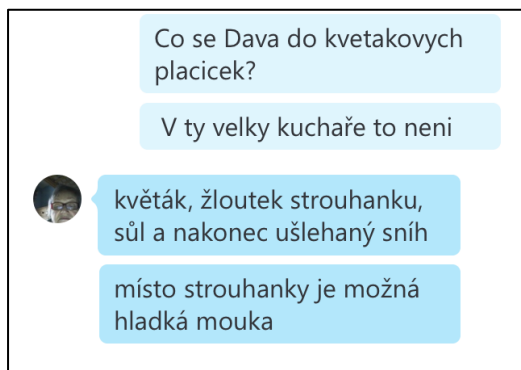 Co se Dava do kvetakovych
placicek?
V ty velky kuchaře to neni
květák, žloutek strouhanku,
sůl a nakonec ušlehaný sníh
místo strouhanky je možná
hladká mouka